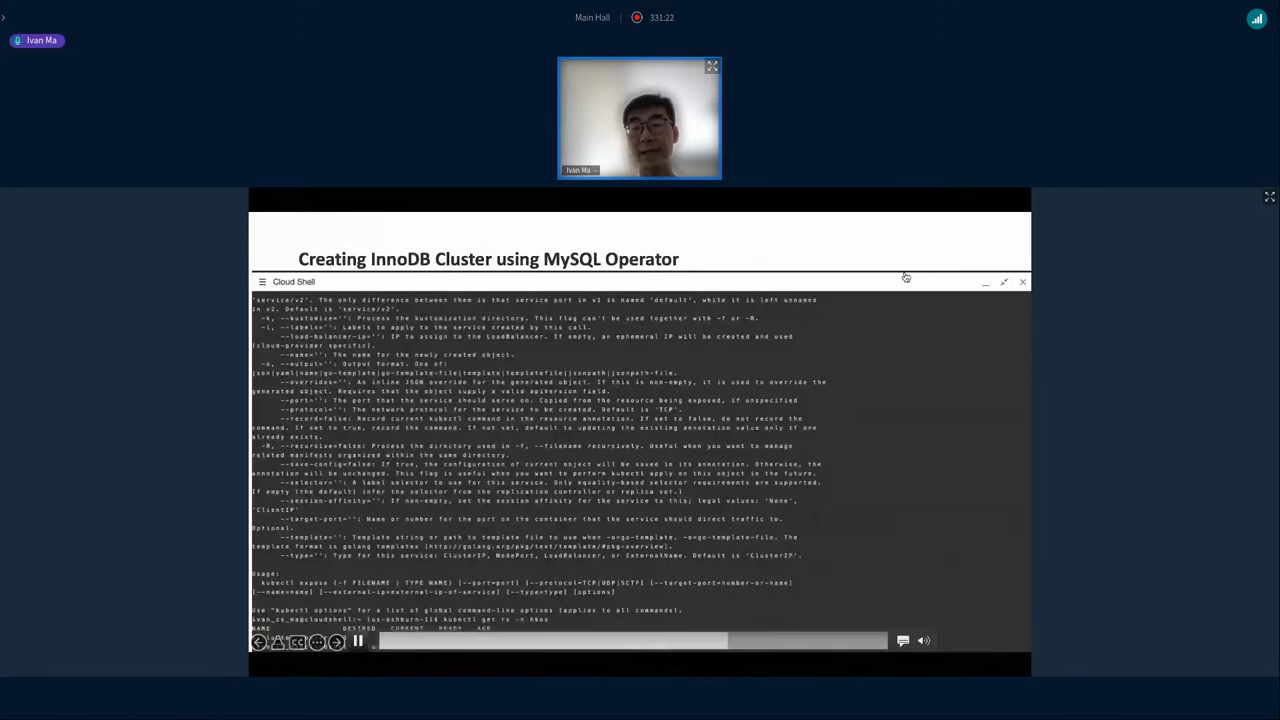 Main Hall
331:22
Ivan Ma
Ivan Ma
Creating InnoDB Cluster using MySQL Operator
Cloud Shell
'service/v2'. The only difference between them is that service port in v1 is named 'default', while it is left unnamed
in v2. Default is 'service/v2'.
-k, --kustomize='': Process the kustomization directory. This flag can't be used together with -f or -R.
-l, --labels='': Labels to apply to the service created by this call.
--load-balancer-ip='': IP to assign to the LoadBalancer. If empty, an ephemeral IP will be created and used
(cloud-provider specific).
--name='': The name for the newly created object.
-o, --output='': Output format. One of:
json|yaml|name|go-template|go-template-file|template|templatefile|jsonpath|jsonpath-file.
--overrides='': An inline JSON override for the generated object. If this is non-empty, it is used to override the
generated object. Requires that the object supply a valid apiVersion field.
--port='': The port that the service should serve on. Copied from the resource being exposed, if unspecified
--protocol='': The network protocol for the service to be created. Default is 'TCP'.
--record=false: Record current kubectl command in the resource annotation. If set to false, do not record the
command. If set to true, record the command. If not set, default to updating the existing annotation value only if one
already exists.
-R, --recursive=false: Process the directory used in -f, --filename recursively. Useful when you want to manage
related manifests organized within the same directory.
--save-config=false: If true, the configuration of current object will be saved in its annotation. Otherwise, the
annotation will be unchanged. This flag is useful when you want to perform kubectl apply on this object in the future.
--selector='': A label selector to use for this service. Only equality-based selector requirements are supported.
If empty (the default) infer the selector from the replication controller or replica set.)
--session-affinity='': If non-empty, set the session affinity for the service to this; legal values: 'None',
'ClientIP'
--target-port='': Name or number for the port on the container that the service should direct traffic to.
Optional.
--template='': Template string or path to template file to use when -o=go-template, -o=go-template-file. The
template format is golang templates [http://golang.org/pkg/text/template/#pkg-overview].
--type='': Type for this service: ClusterIP, NodePort, LoadBalancer, or ExternalName. Default is 'ClusterIP'.
Usage:
kubectl expose (-f FILENAME | TYPE NAME) [--port=port] [--protocol=TCP|UDP|SCTP] [--target-port=number-or-name]
[--name=name] [--external-ip=external-ip-of-service] [--type=type] [options]
Use "kubectl options" for a list of global command-line options (applies to all commands).
ivan_cs_ma@cloudshell:~ (us-ashburn-1)$ kubectl get rs -n hkos
NAME DESIRED CURRENT READY AGE